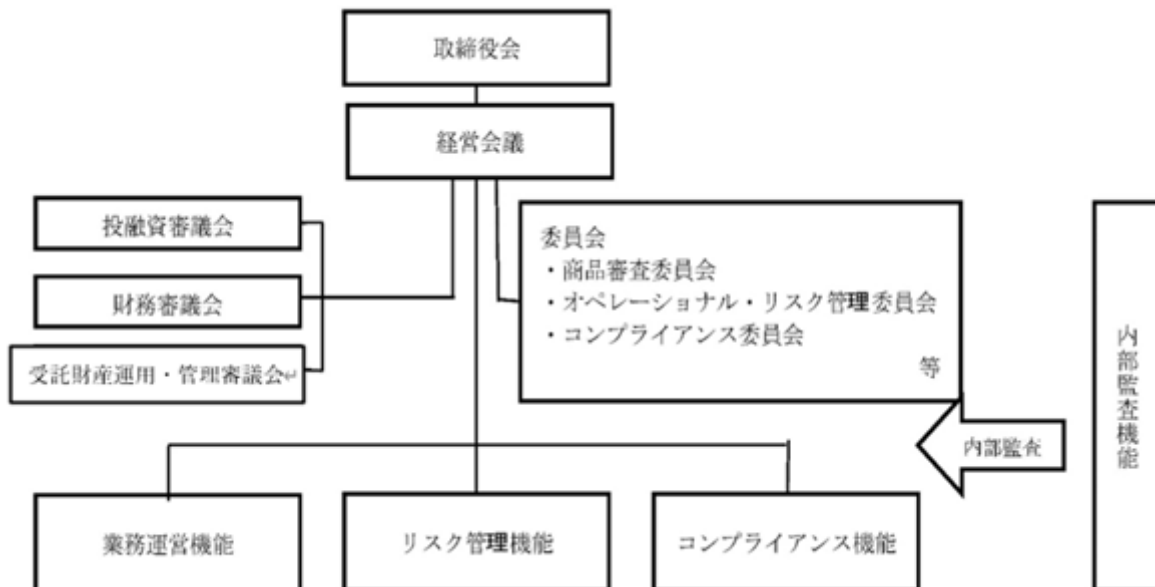 取締役会
経営会議
投融資審議会
財務審議会
受託財産運用・管理審議会↵
委員会
・商品審査委員会
・オペレーショナル・リスク管理委員会
・コンプライアンス委員会
等
内部監査機能
内部監査
業務運営機能
リスク管理機能
コンプライアンス機能